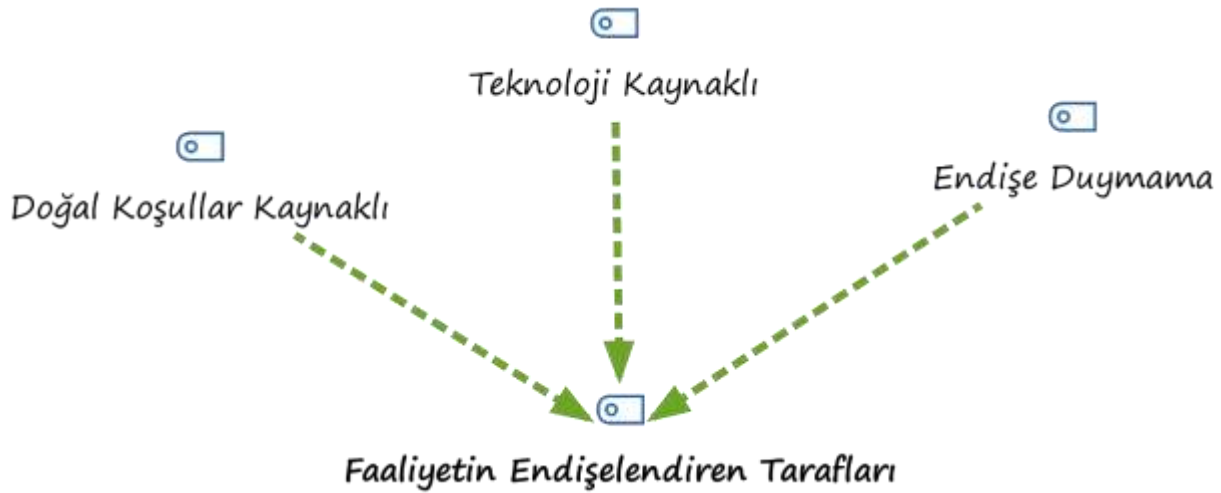 Teknoloji Kaynaklı
Endişe Duymama
Doğal Koşullar Kaynaklı
Faaliyetin Endişelendiren Tarafları